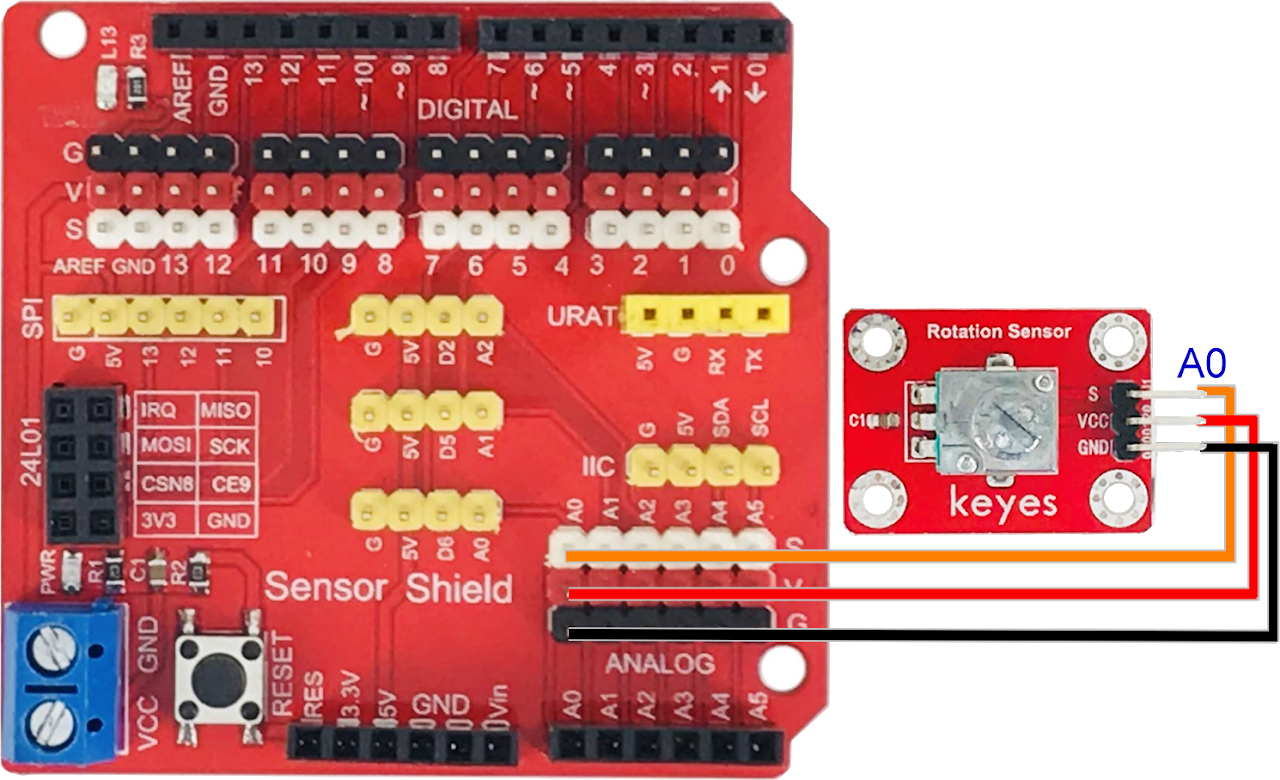 L13
R3
AREF GND 13 12 11 ~10 ~9 8 7 ~6 ~5 4 ~3 2 1 0
DIGITAL
G
V
S
AREF GND 13 12 11 10 9 8 7 6 5 4 3 2 1 0
SPI
G 5V 13 12 11 10
G 5V D2 A2
URAT
5V G RX TX
Rotation Sensor
A0
S
VCC
GND
C1
keyes
24L01
IRQ MISO
MOSI SCK
CSN8 CE9
3V3 GND
G 5V D5 A1
IIC
G 5V SDA SCL
G 5V D6 A0
A0 A1 A2 A3 A4 A5
S
V
G
PWR
R1
C1
R2
Sensor Shield
ANALOG
GND
VCC
RESET
RES 3.3V 5V GND Vin
A0 A1 A2 A3 A4 A5